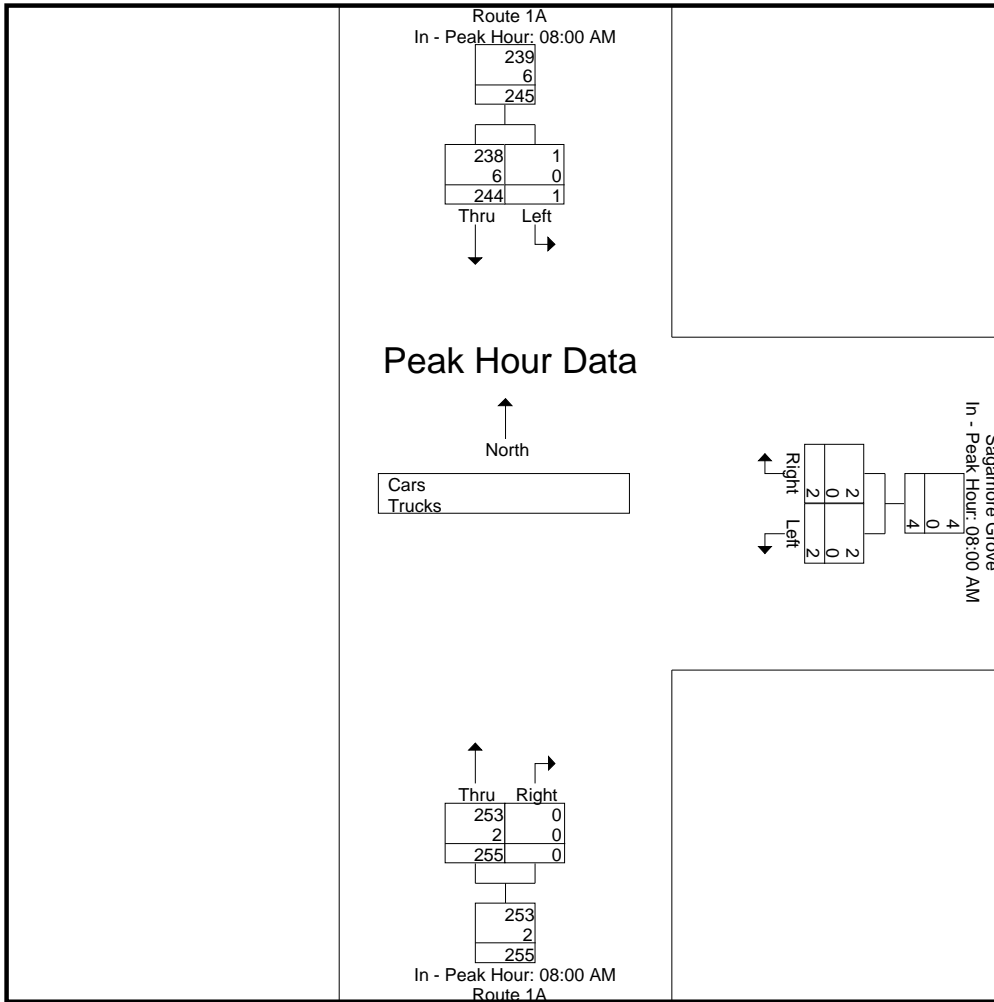 Route 1A
In - Peak Hour: 08:00 AM
239
6
245
238 1
6 0
244 1
Thru Left
Peak Hour Data
North
Cars
Trucks
Right
2 0 2
Left
2 0 2
4 0 4
In - Peak Hour: 08:00 AM
Sagamore Grove
Thru Right
253 0
2 0
255 0
253
2
255
In - Peak Hour: 08:00 AM
Route 1A